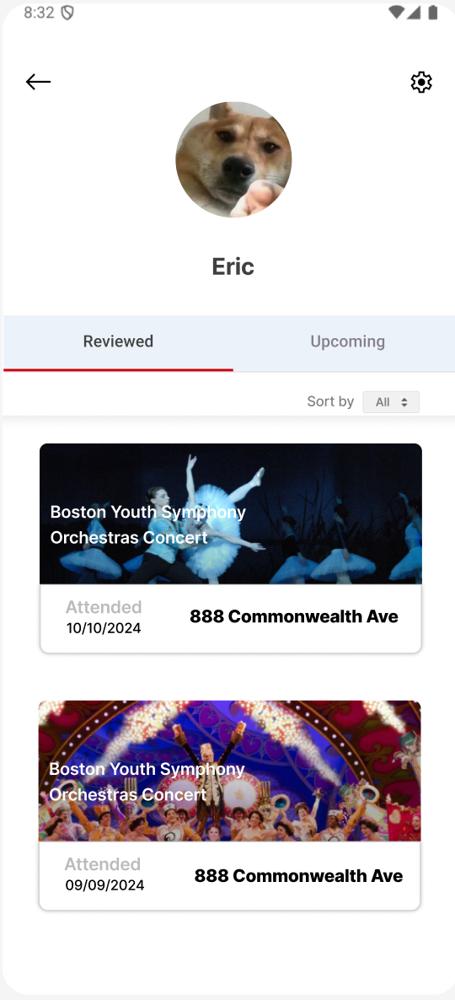 8:32
Eric
Reviewed
Upcoming
Sort by
All
Boston Youth Symphony
Orchestras Concert
Attended
10/10/2024
888 Commonwealth Ave
Boston Youth Symphony
Orchestras Concert
Attended
09/09/2024
888 Commonwealth Ave